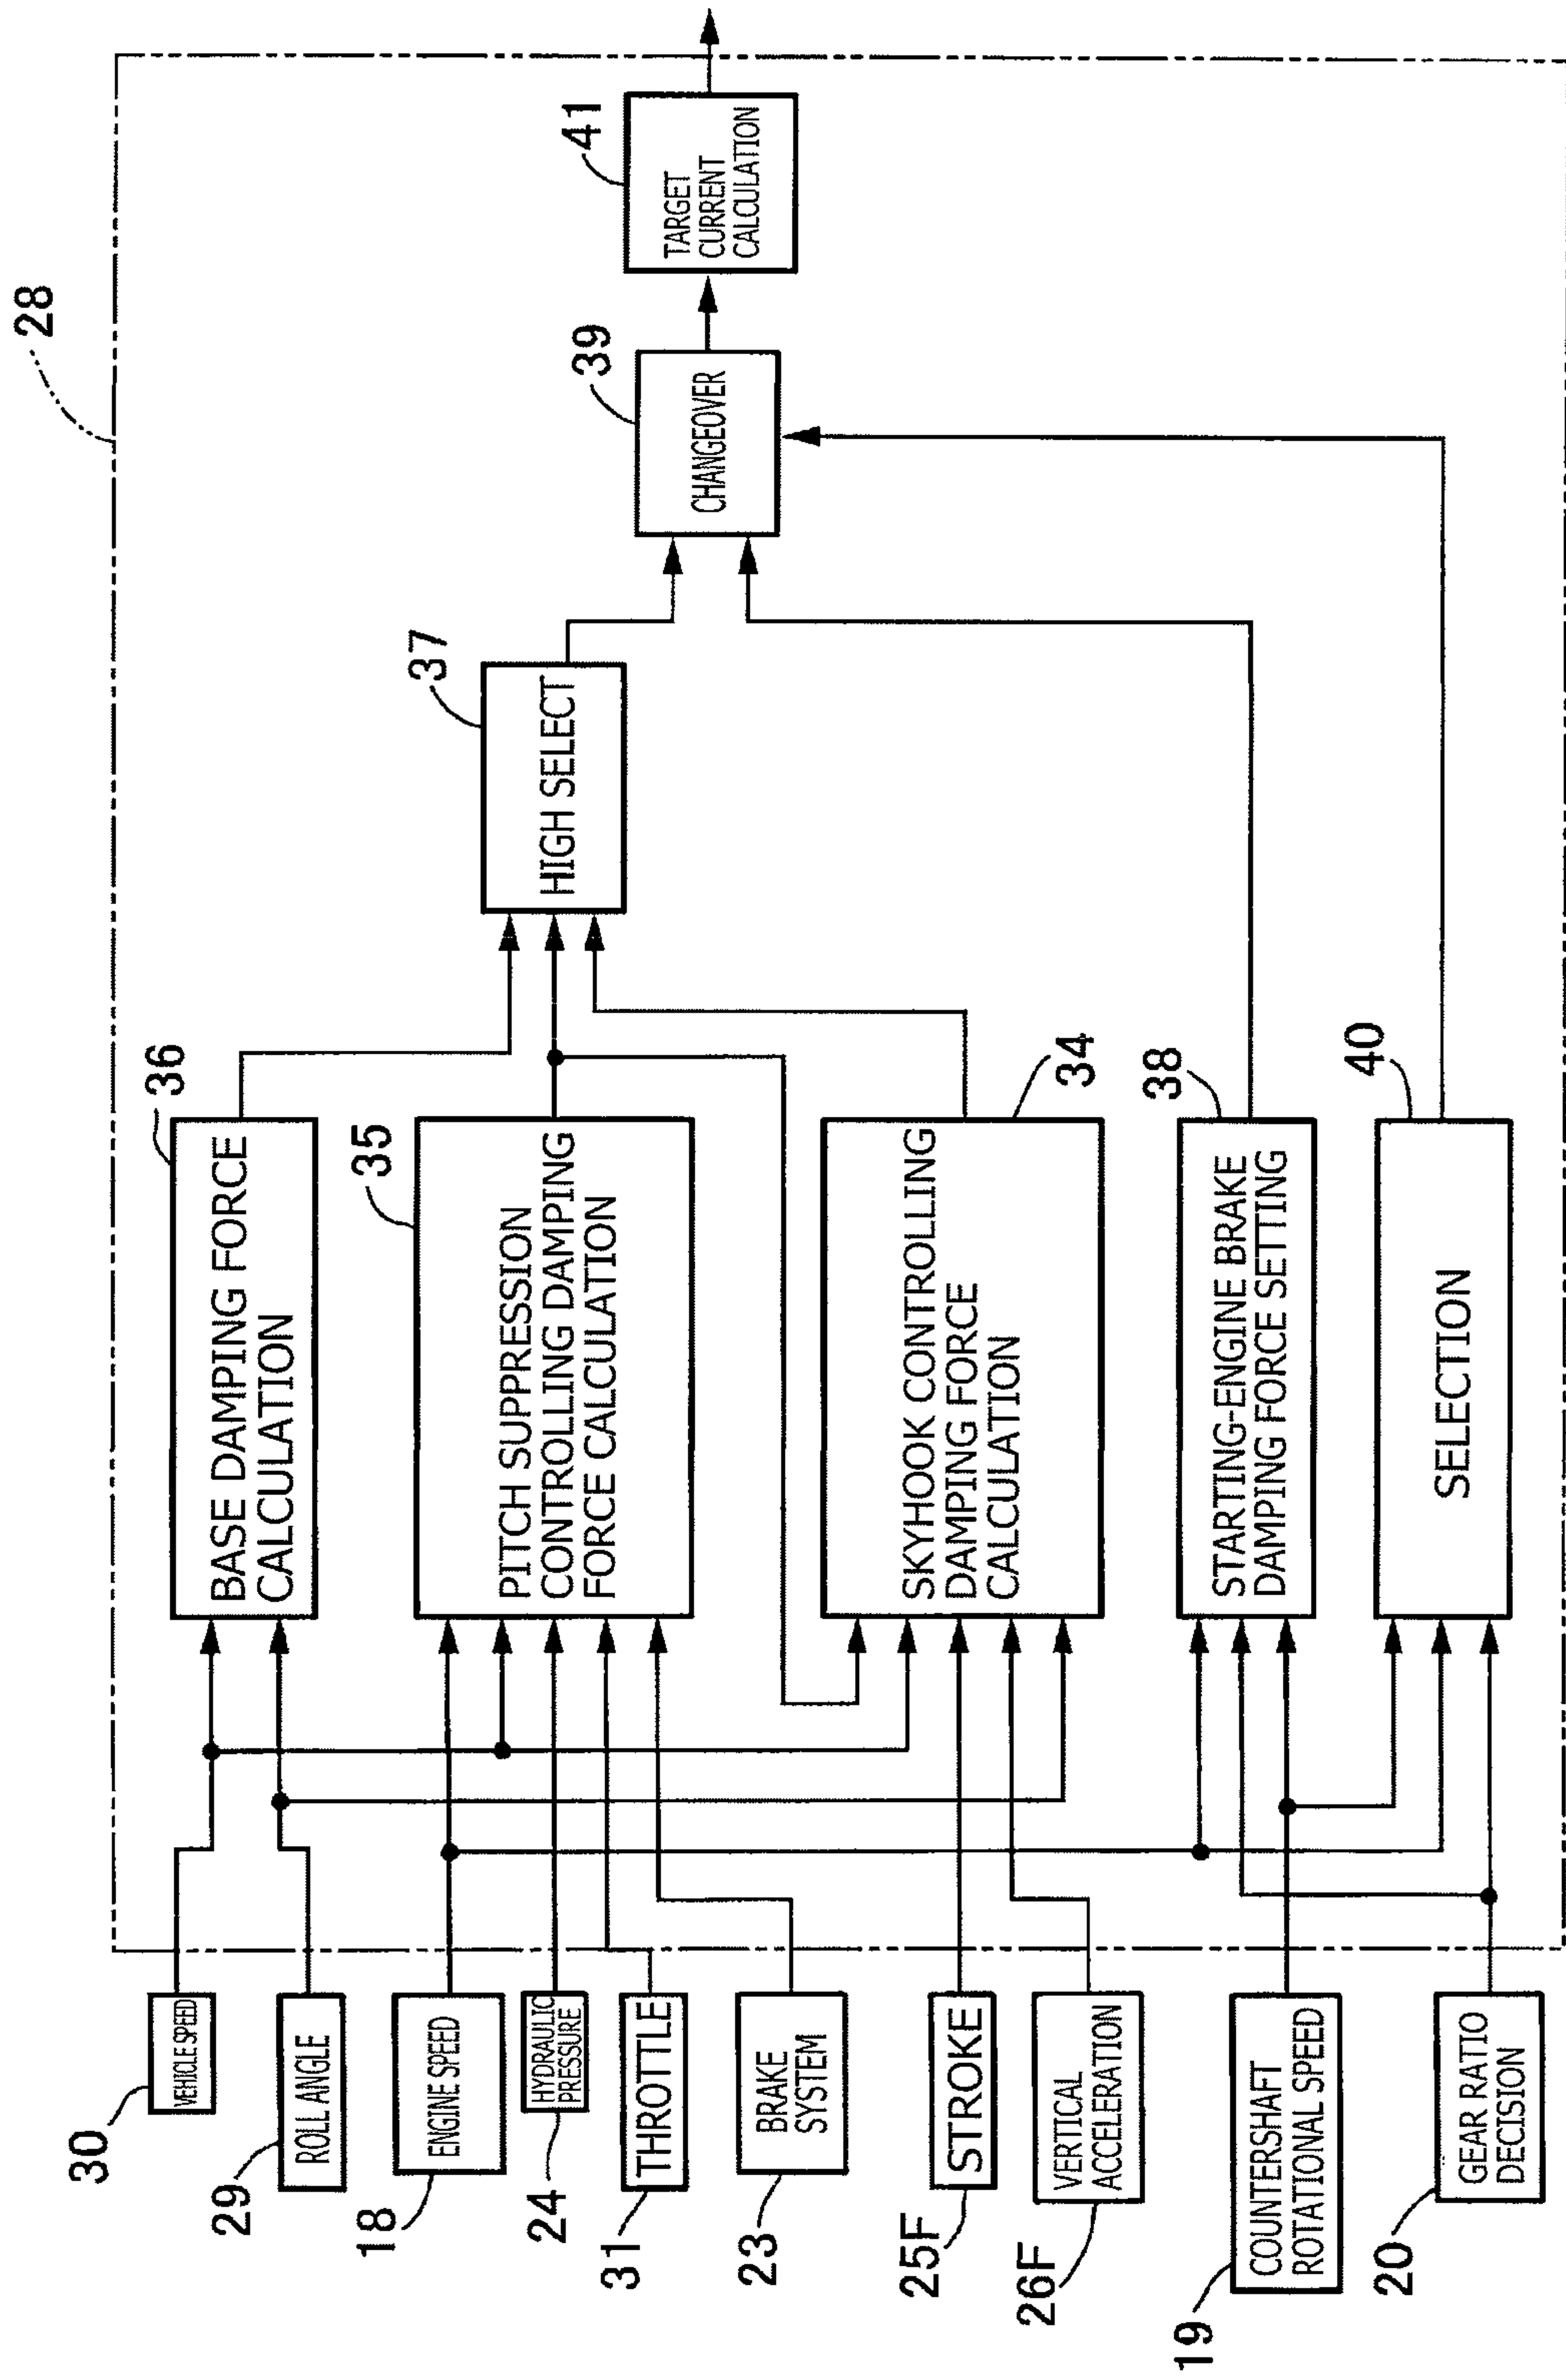 28
30
VEHICLE SPEED
29
ROLL ANGLE
18
ENGINE SPEED
24
HYDRAULIC
PRESSURE
31
THROTTLE
23
BRAKE
SYSTEM
25F
STROKE
26F
VERTICAL
ACCELERATION
19
COUNTERSHAFT
ROTATIONAL SPEED
20
GEAR RATIO
DECISION
36
BASE DAMPING FORCE
CALCULATION
35
PITCH SUPPRESSION
CONTROLLING DAMPING
FORCE CALCULATION
34
SKYHOOK CONTROLLING
DAMPING FORCE
CALCULATION
38
STARTING-ENGINE BRAKE
DAMPING FORCE SETTING
40
SELECTION
37
HIGH SELECT
39
CHANGEOVER
41
TARGET
CURRENT
CALCULATION